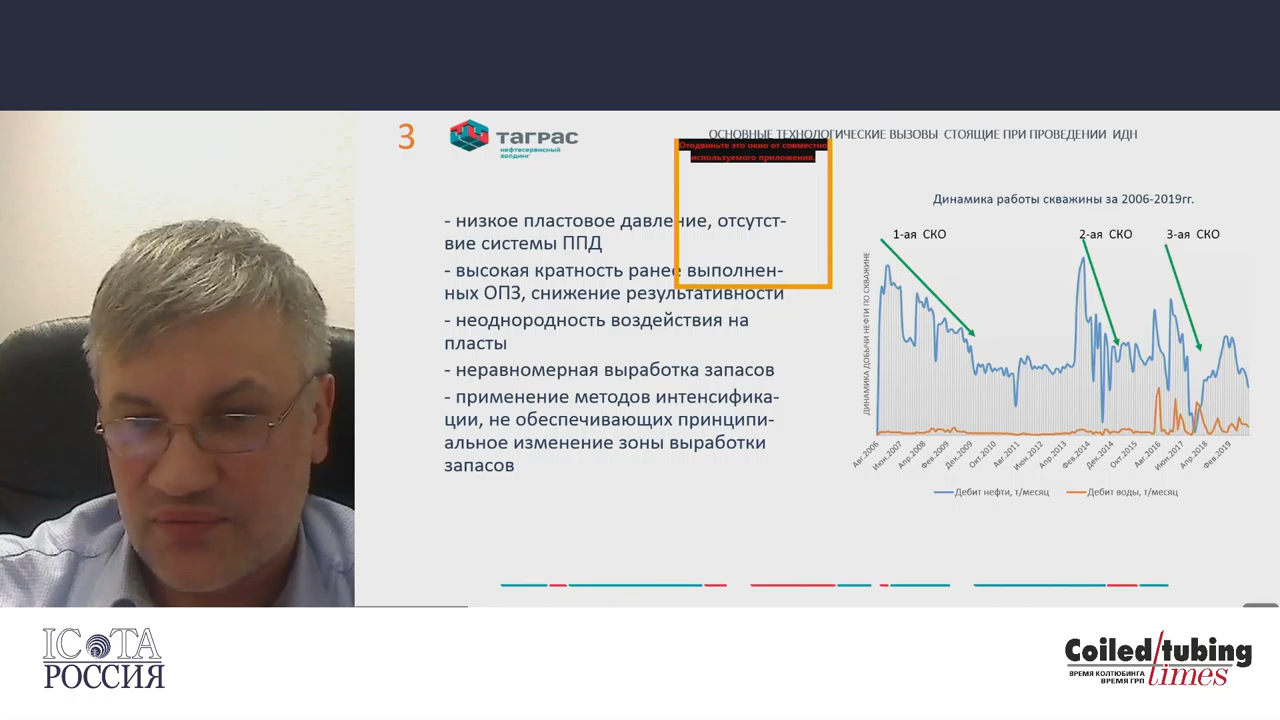 3
ТАГРАС
нефтесервисный
холдинг
ОСНОВНЫЕ ТЕХНОЛОГИЧЕСКИЕ ВЫЗОВЫ СТОЯЩИЕ ПРИ ПРОВЕДЕНИИ ИДН
Отодвиньте это окно от совместно
используемого приложения.
- низкое пластовое давление, отсутст-
вие системы ППД
- высокая кратность ранее выполнен-
ных ОПЗ, снижение результативности
- неоднородность воздействия на
пласты
- неравномерная выработка запасов
- применение методов интенсифика-
ции, не обеспечивающих принципи-
альное изменение зоны выработки
запасов
Динамика работы скважины за 2006-2019гг.
1-ая СКО
2-ая СКО
3-ая СКО
ДИНАМИКА ДОБЫЧИ НЕФТИ ПО СКВАЖИНЕ
Авг.2006
Июн.2007
Апр.2008
Фев.2009
Дек.2009
Окт.2010
Авг.2011
Июн.2012
Апр.2013
Фев.2014
Дек.2014
Окт.2015
Авг.2016
Июн.2017
Апр.2018
Фев.2019
Дебит нефти, т/месяц
Дебит воды, т/месяц
ICoTA
РОССИЯ
Coiled/tubing
times
ВРЕМЯ КОЛТЮБИНГА
ВРЕМЯ ГРП